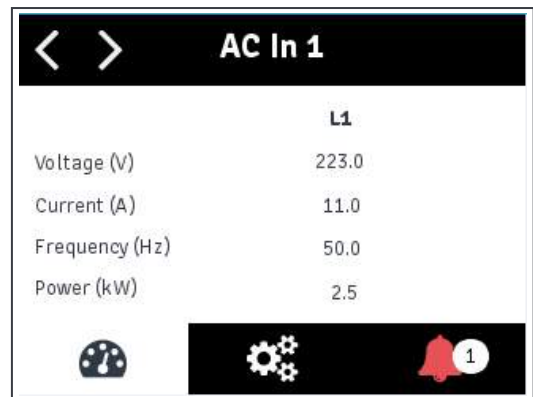 AC In 1
L1
Voltage (V) 223.0
Current (A) 11.0
Frequency (Hz) 50.0
Power (kW) 2.5
1